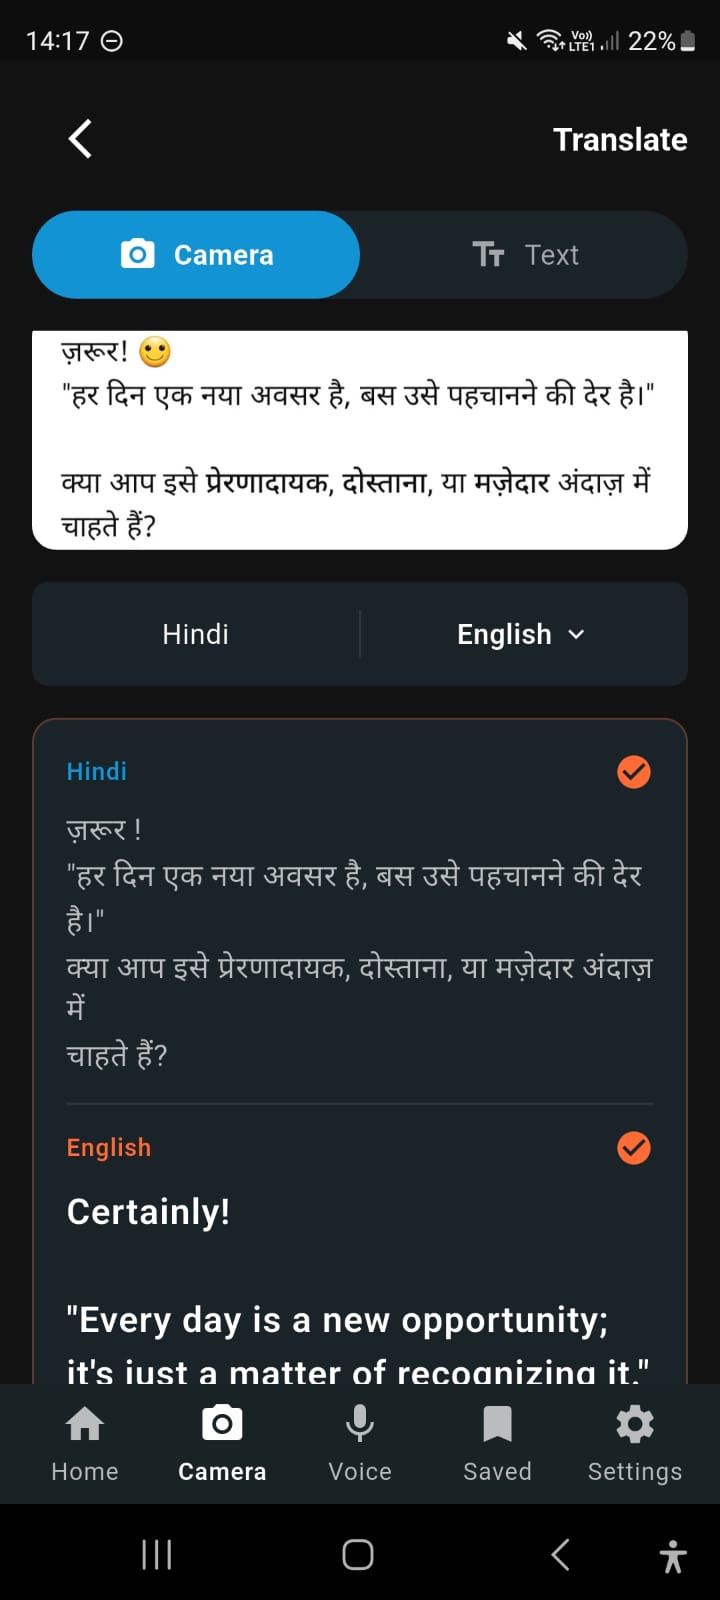 14:17
Vo))
LTE1
22%
Translate
Camera
Text
ज़रूर! 🙂
"हर दिन एक नया अवसर है, बस उसे पहचानने की देर है।"
क्या आप इसे प्रेरणादायक, दोस्ताना, या मज़ेदार अंदाज़ में
चाहते हैं?
Hindi
English
Hindi
ज़रूर !
"हर दिन एक नया अवसर है, बस उसे पहचानने की देर
है।"
क्या आप इसे प्रेरणादायक, दोस्ताना, या मज़ेदार अंदाज़
में
चाहते हैं?
English
Certainly!
"Every day is a new opportunity;
it's just a matter of recognizing it."
Home
Camera
Voice
Saved
Settings